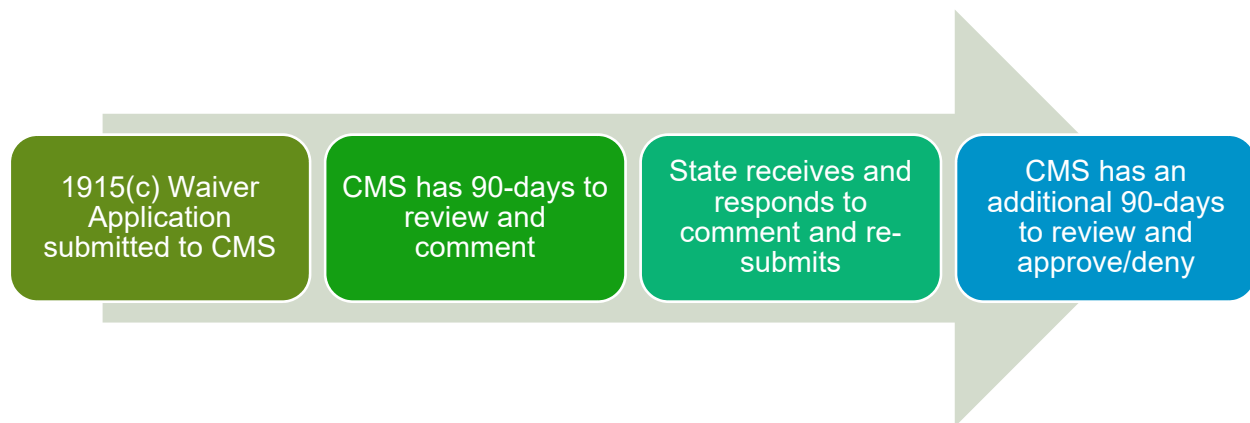 1915(c) Waiver
Application
submitted to CMS
CMS has 90-days to
review and
comment
State receives and
responds to
comment and re-
submits
CMS has an
additional 90-days
to review and
approve/deny